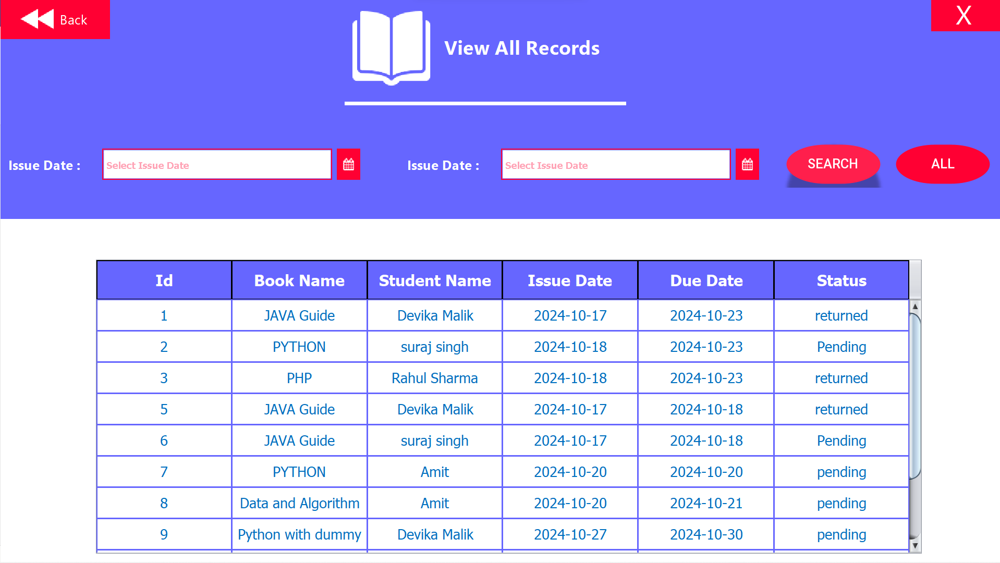 Back
X
View All Records
Issue Date :
Select Issue Date
Issue Date :
Select Issue Date
SEARCH
ALL
Id Book Name Student Name Issue Date Due Date Status
1 JAVA Guide Devika Malik 2024-10-17 2024-10-23 returned
2 PYTHON suraj singh 2024-10-18 2024-10-23 Pending
3 PHP Rahul Sharma 2024-10-18 2024-10-23 returned
5 JAVA Guide Devika Malik 2024-10-17 2024-10-18 returned
6 JAVA Guide suraj singh 2024-10-17 2024-10-18 Pending
7 PYTHON Amit 2024-10-20 2024-10-20 pending
8 Data and Algorithm Amit 2024-10-20 2024-10-21 pending
9 Python with dummy Devika Malik 2024-10-27 2024-10-30 pending